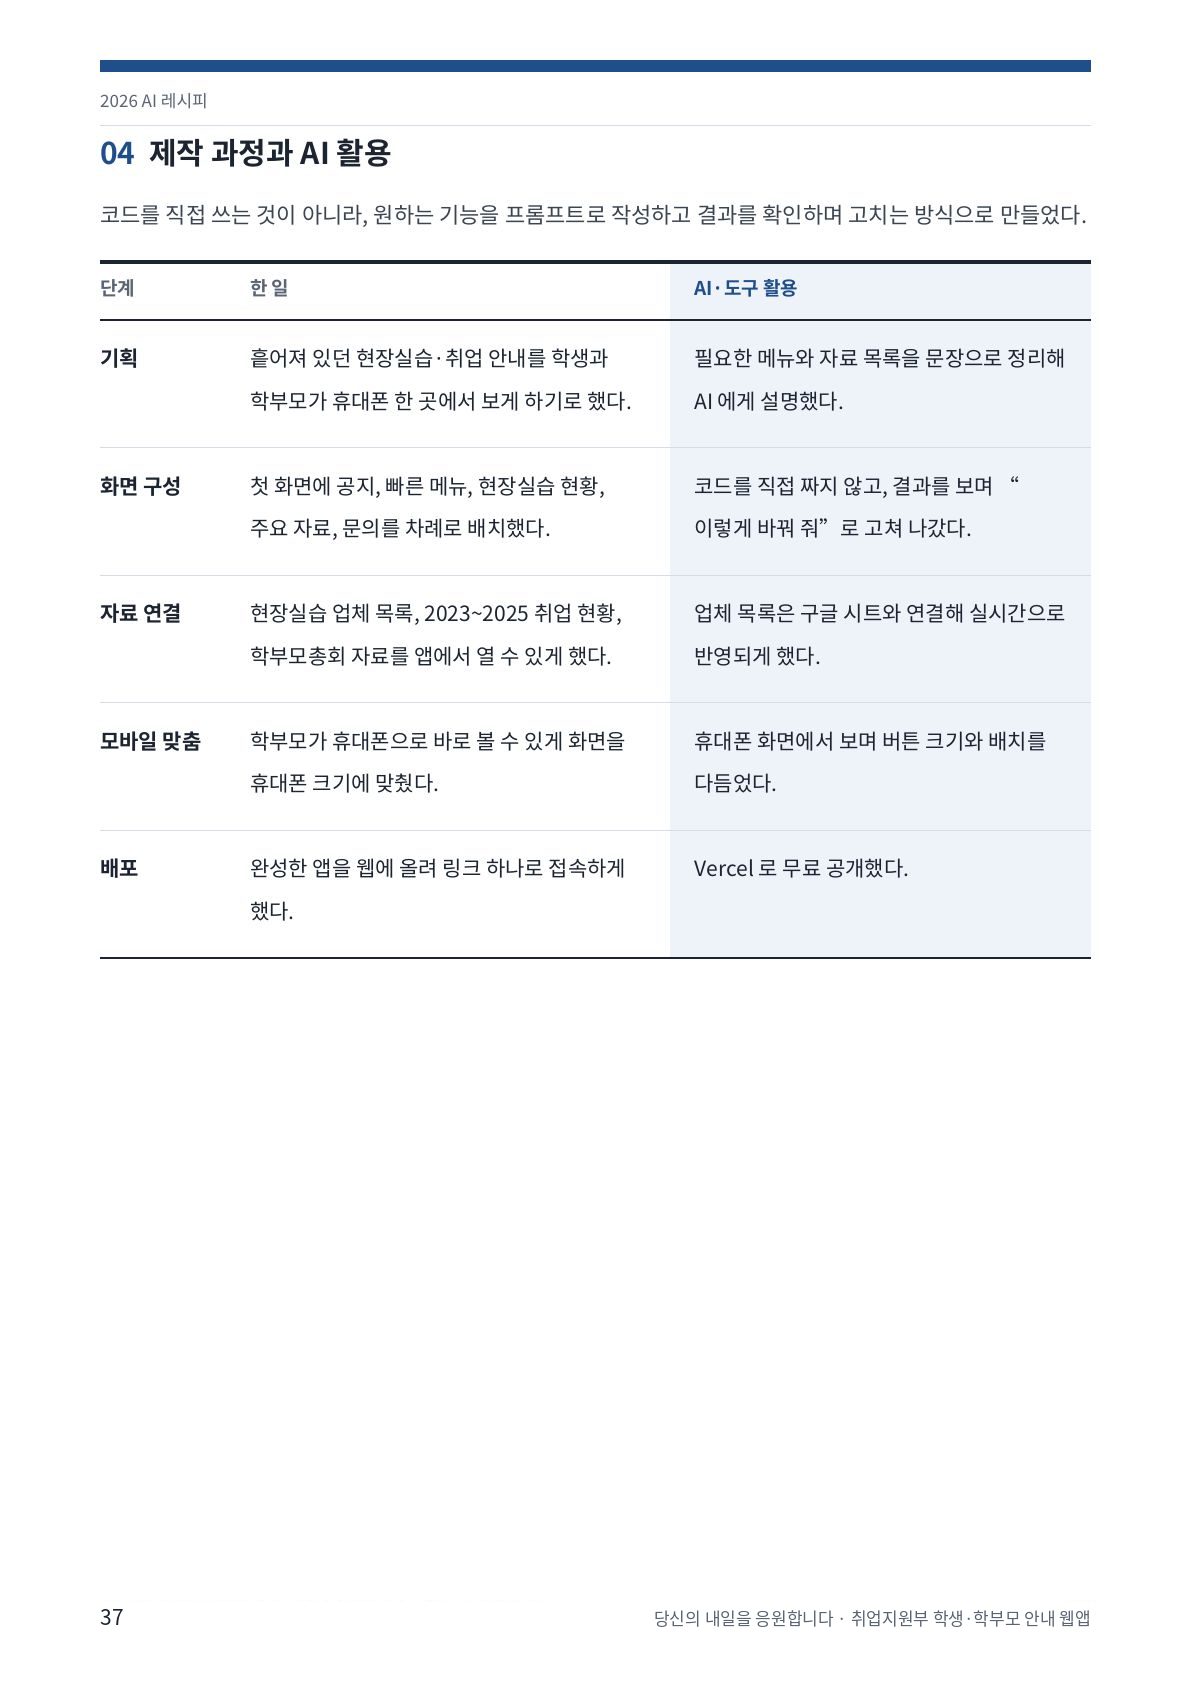 2026 AI 레시피
04 제작 과정과 AI 활용
코드를 직접 쓰는 것이 아니라, 원하는 기능을 프롬프트로 작성하고 결과를 확인하며 고치는 방식으로 만들었다.
단계 한 일 AI·도구 활용
기획 흩어져 있던 현장실습·취업 안내를 학생과 필요한 메뉴와 자료 목록을 문장으로 정리해
학부모가 휴대폰 한 곳에서 보게 하기로 했다. AI 에게 설명했다.
화면 구성 첫 화면에 공지, 빠른 메뉴, 현장실습 현황, 코드를 직접 짜지 않고, 결과를 보며 “
주요 자료, 문의를 차례로 배치했다. 이렇게 바꿔 줘” 로 고쳐 나갔다.
자료 연결 현장실습 업체 목록, 2023~2025 취업 현황, 업체 목록은 구글 시트와 연결해 실시간으로
학부모총회 자료를 앱에서 열 수 있게 했다. 반영되게 했다.
모바일 맞춤 학부모가 휴대폰으로 바로 볼 수 있게 화면을 휴대폰 화면에서 보며 버튼 크기와 배치를
휴대폰 크기에 맞췄다. 다듬었다.
배포 완성한 앱을 웹에 올려 링크 하나로 접속하게 Vercel 로 무료 공개했다.
했다.
37 당신의 내일을 응원합니다 · 취업지원부 학생·학부모 안내 웹앱